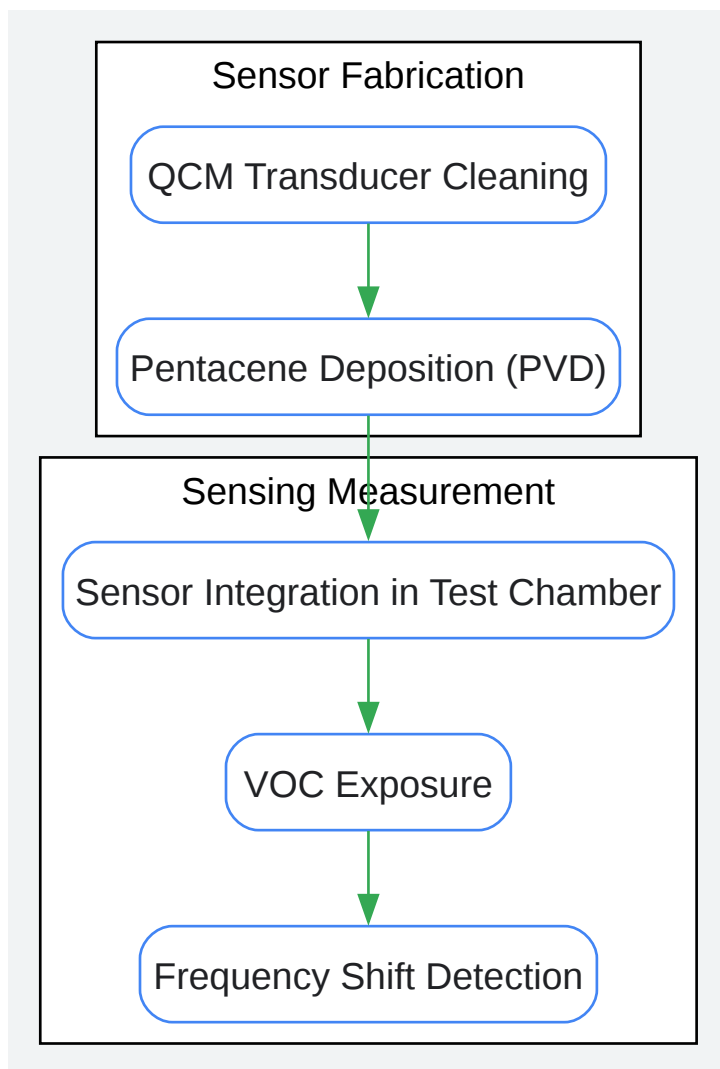 Sensor Fabrication
QCM Transducer Cleaning
Pentacene Deposition (PVD)
Sensing Measurement
Sensor Integration in Test Chamber
VOC Exposure
Frequency Shift Detection